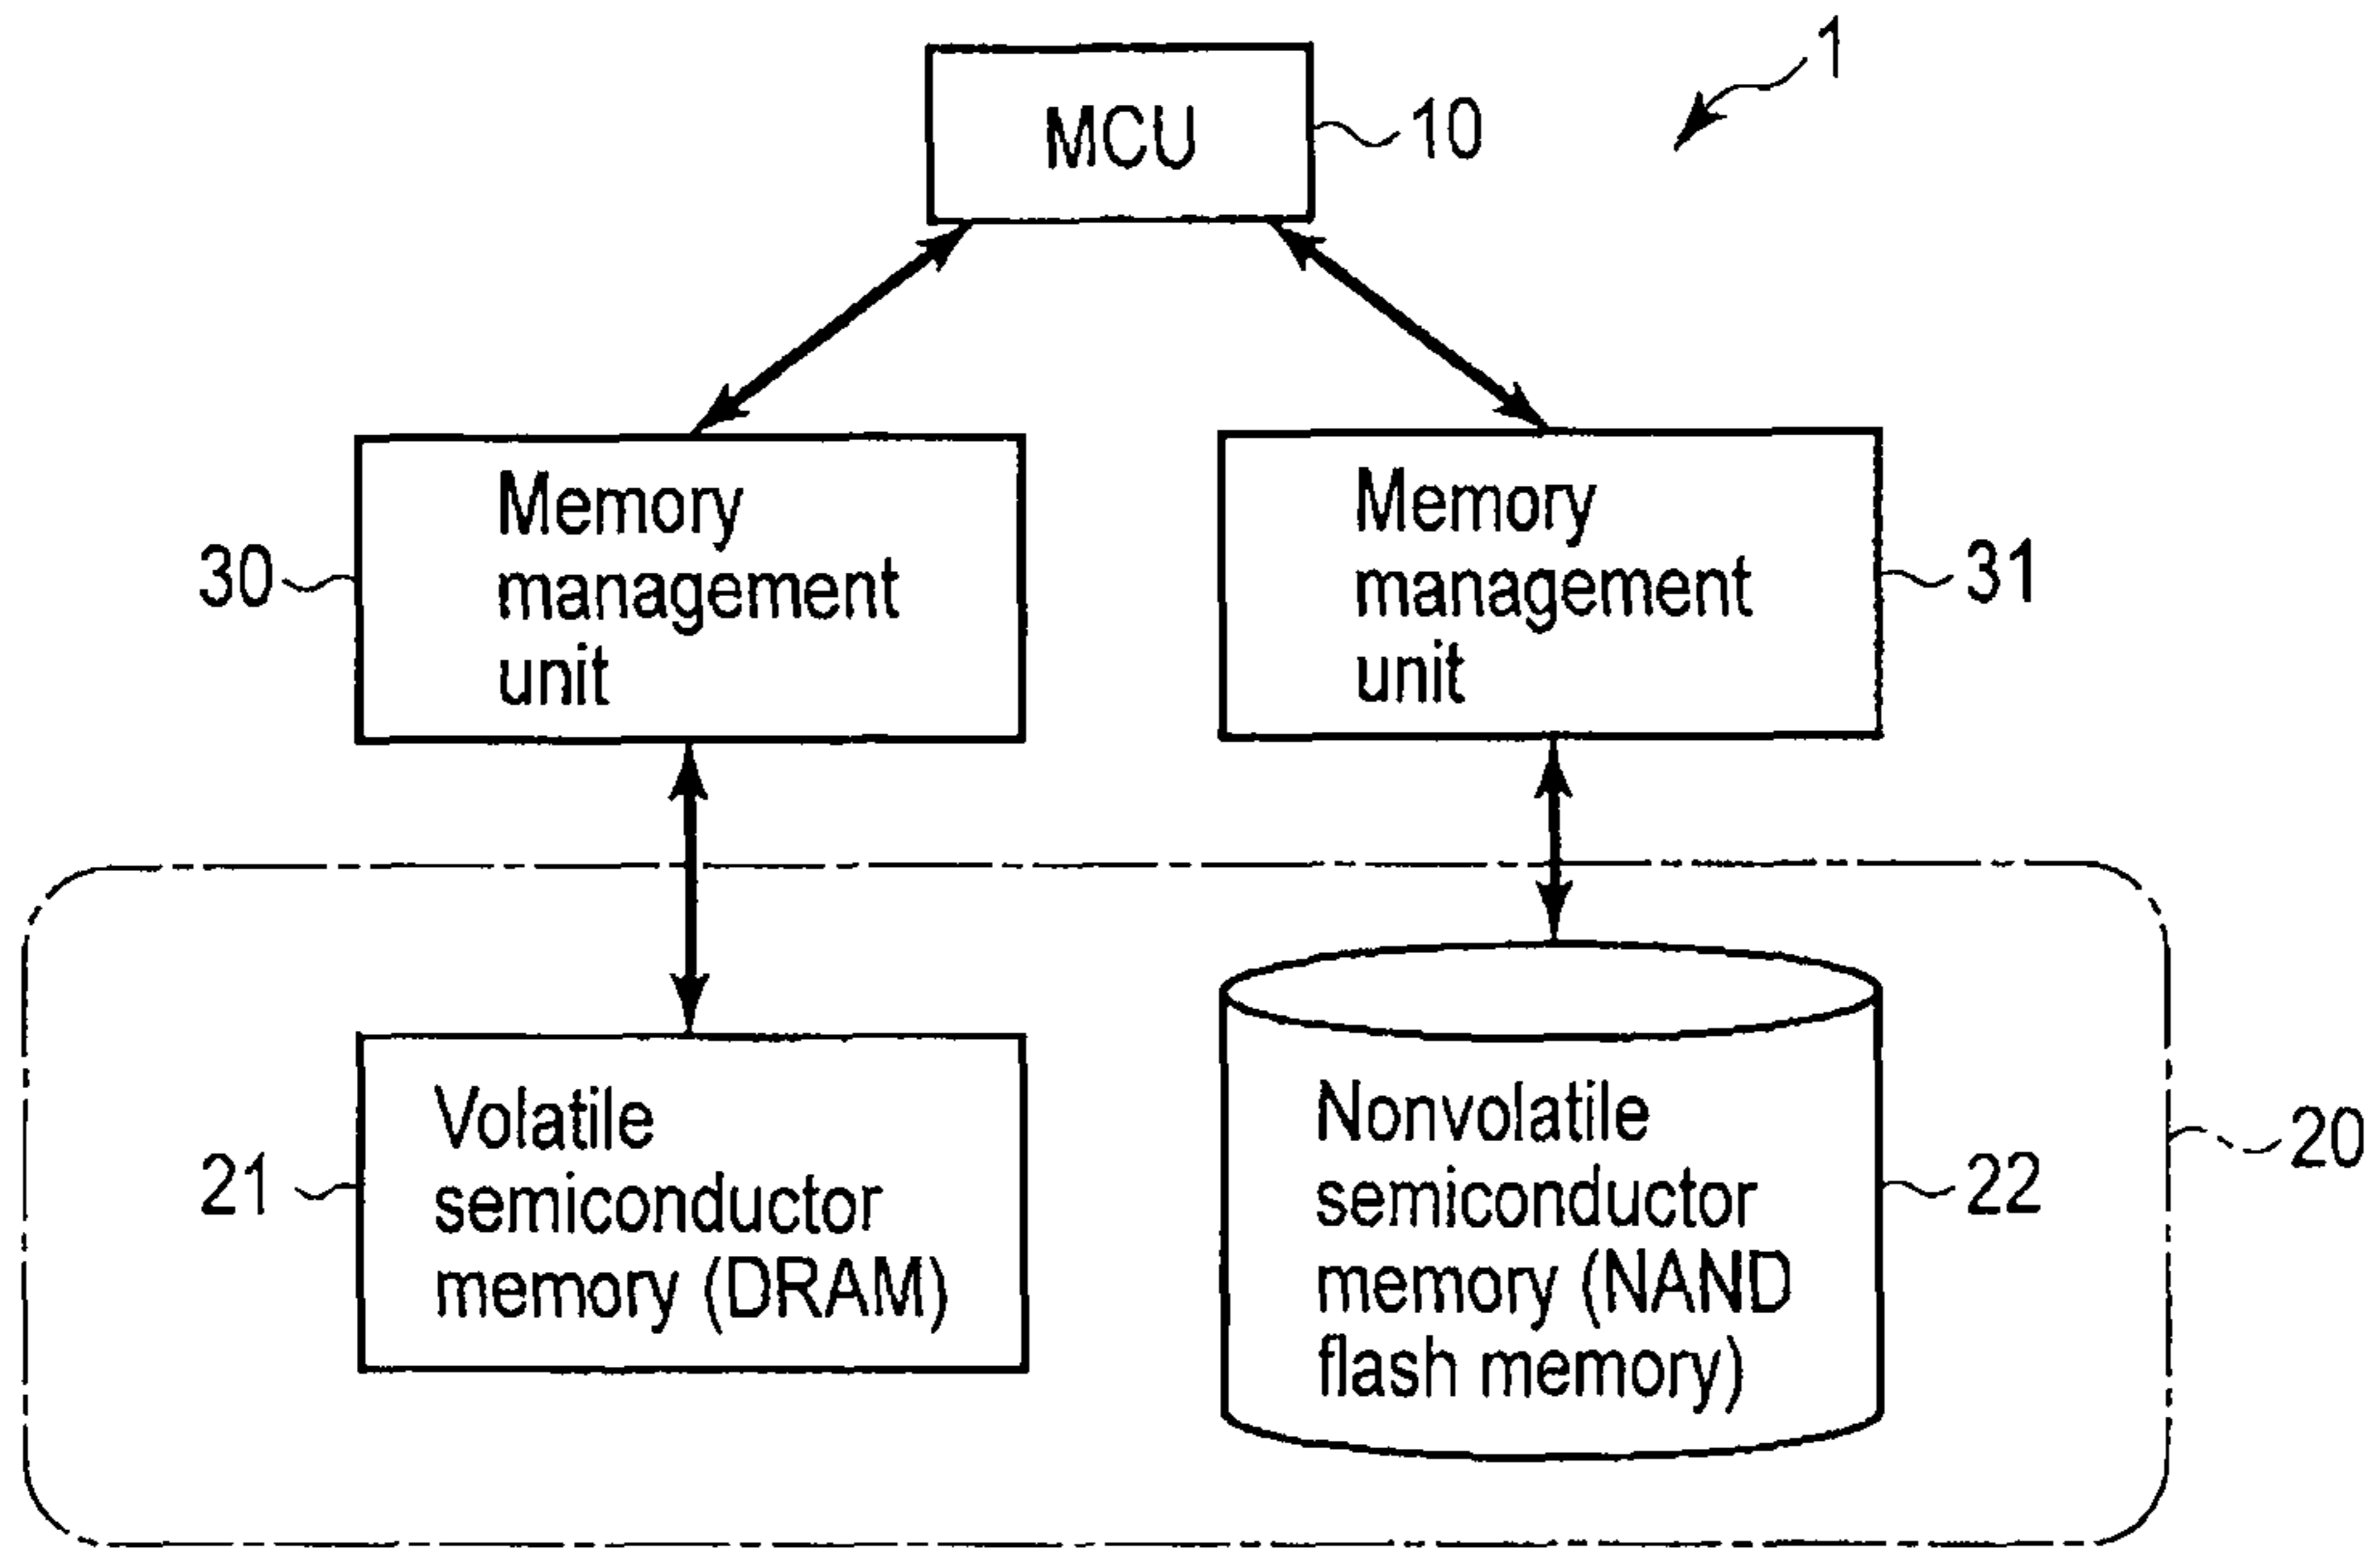 1
MCU
10
Memory
management
unit
30
Memory
management
unit
31
Volatile
semiconductor
memory (DRAM)
21
Nonvolatile
semiconductor
memory (NAND
flash memory)
22
20